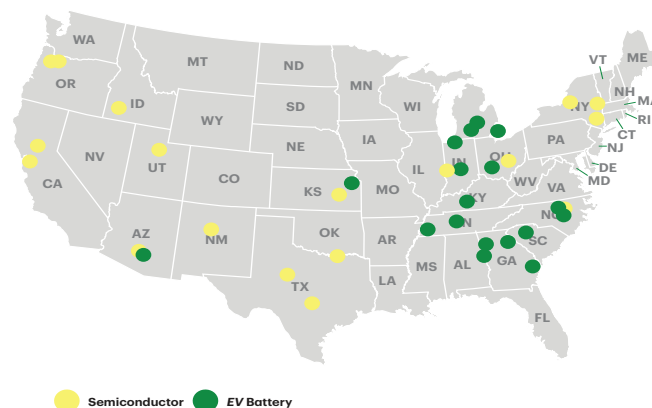 WA
MT
ND
MN
VT
ME
OR
ID
SD
WI
NY
NH
MA
RI
CT
WY
IA
PA
NJ
NE
IL
IN
OH
DE
MD
NV
UT
CO
KS
MO
KY
WV
VA
CA
AZ
NM
OK
AR
TN
NC
SC
TX
LA
MS
AL
GA
FL
Semiconductor EV Battery